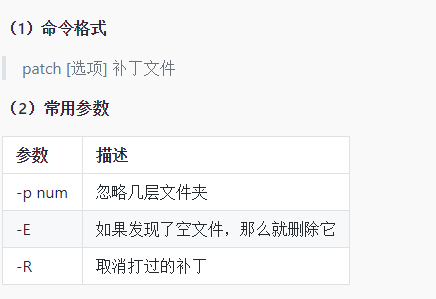 （1）命令格式
patch [选项] 补丁文件
（2）常用参数
参数 描述
-p num 忽略几层文件夹
-E 如果发现了空文件，那么就删除它
-R 取消打过的补丁